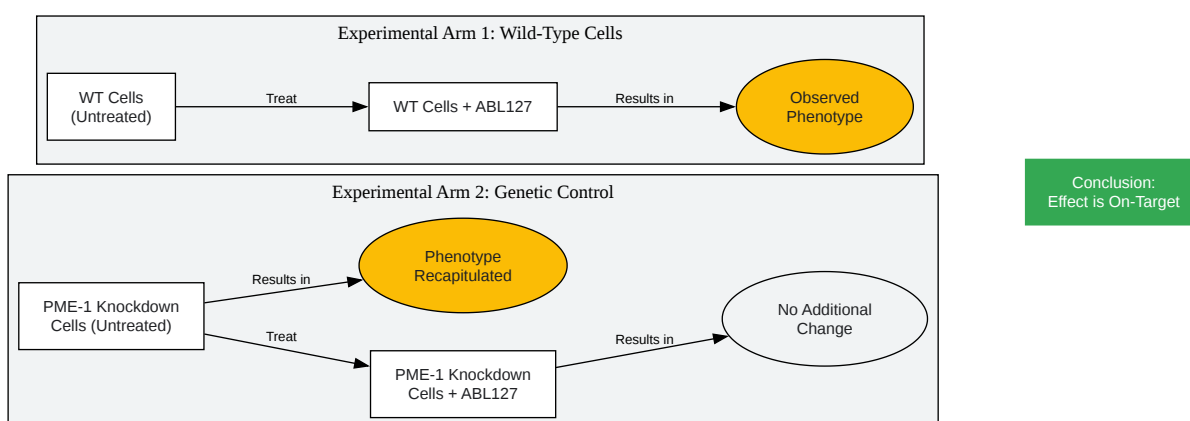 Experimental Arm 1: Wild-Type Cells
WT Cells
(Untreated)
Treat
WT Cells + ABL127
Results in
Observed
Phenotype
Experimental Arm 2: Genetic Control
PME-1 Knockdown
Cells (Untreated)
Results in
Phenotype
Recapitulated
Treat
PME-1 Knockdown
Cells + ABL127
Results in
No Additional
Change
Conclusion:
Effect is On-Target